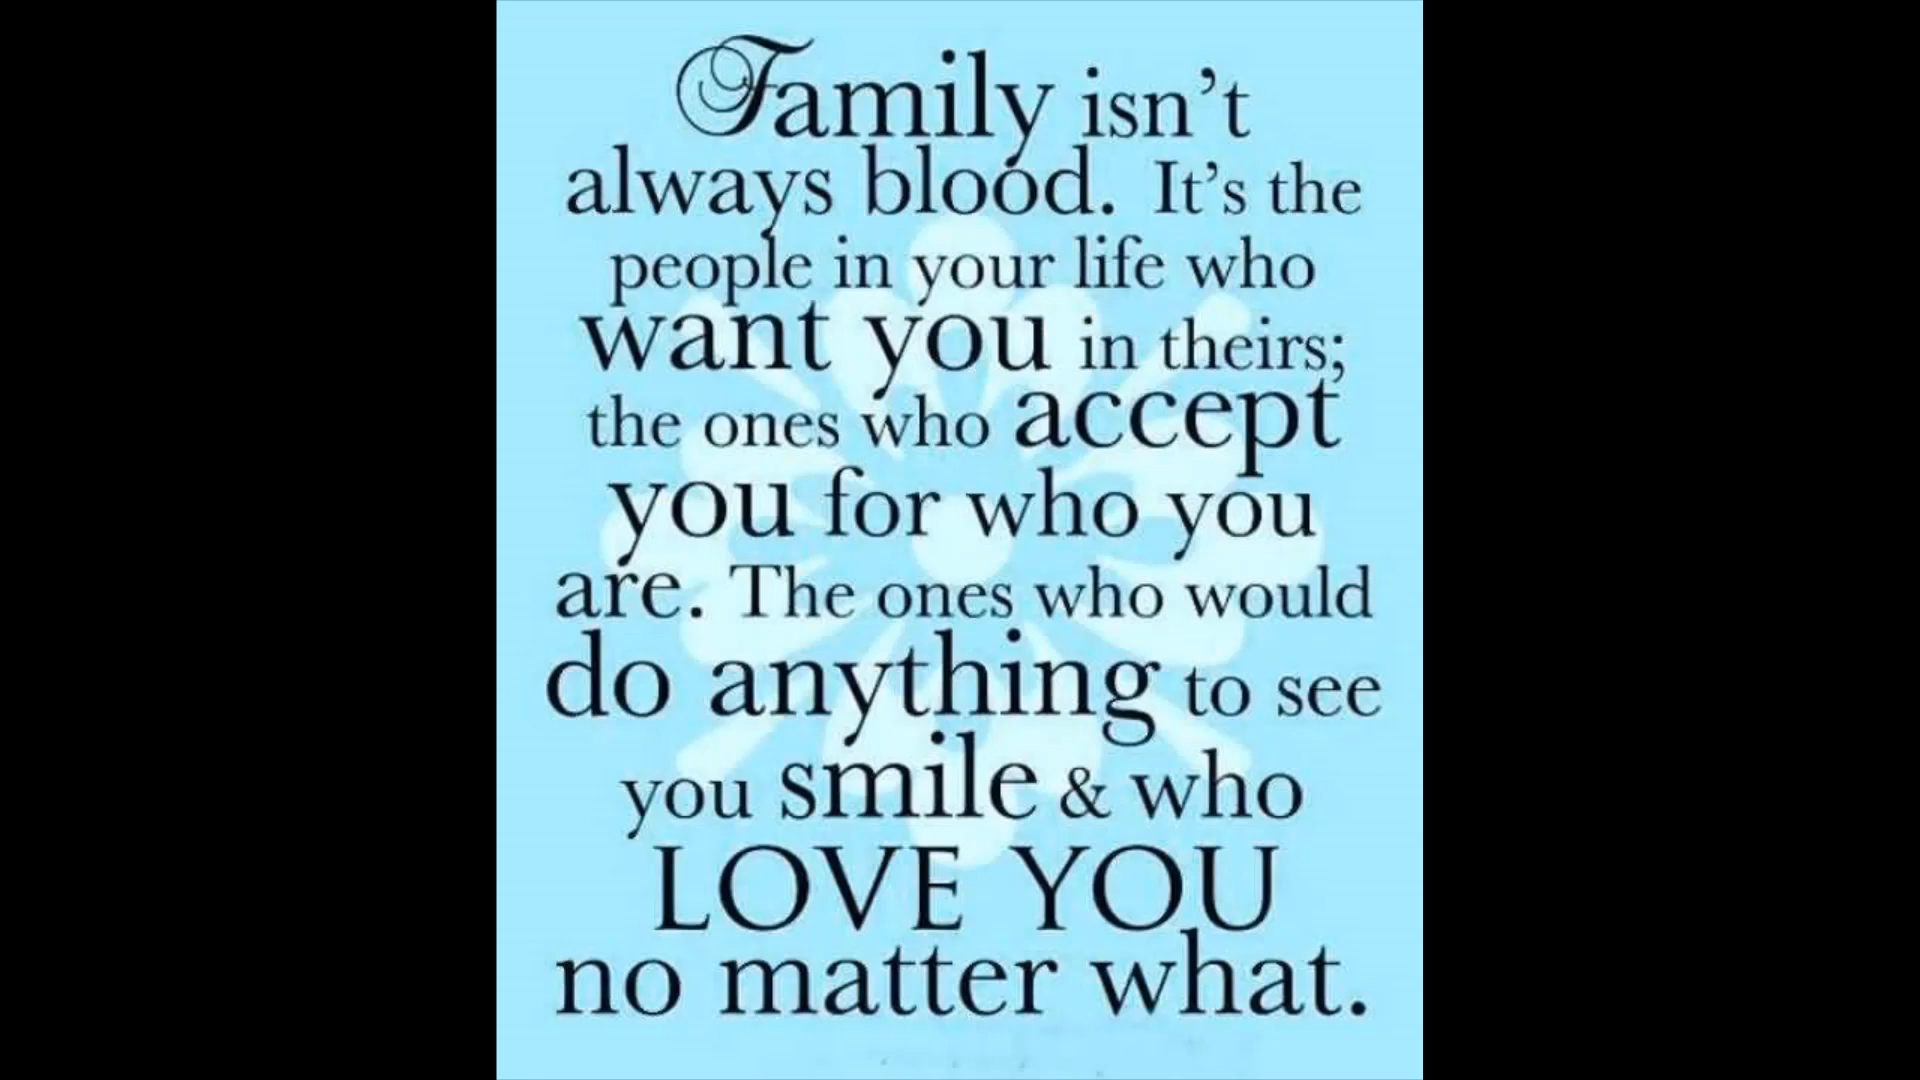 Family isn’t
always blood. It’s the
people in your life who
want you in theirs;
the ones who accept
you for who you
are. The ones who would
do anything to see
you smile & who
LOVE YOU
no matter what.